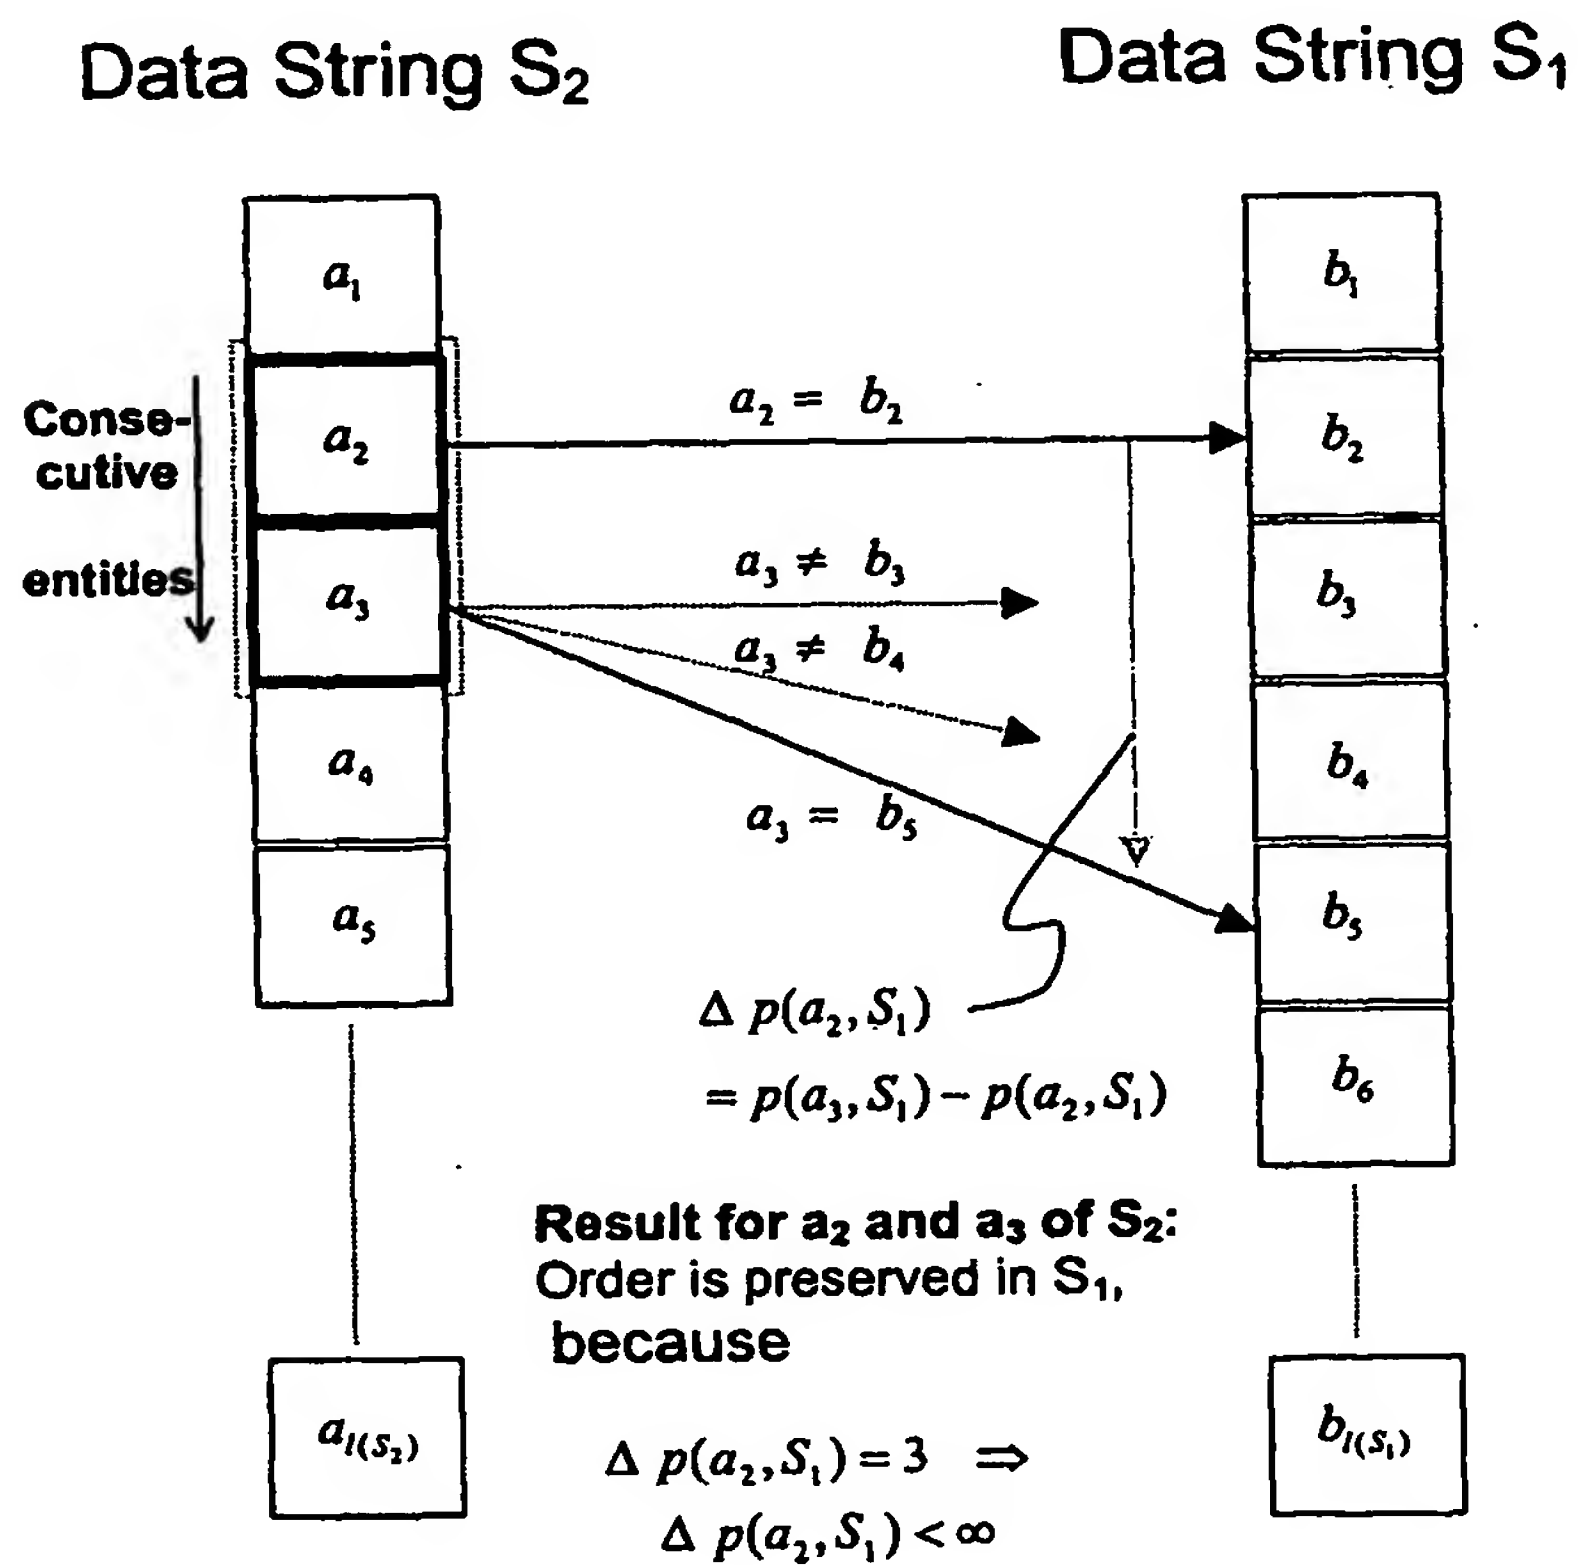 Data String S₂
Data String S₁
a₁
b₁
Conse-
cutive
entities
a₂
a₂ = b₂
b₂
a₃
a₃ ≠ b₃
b₃
a₃ ≠ b₄
a₄
b₄
a₃ = b₅
a₅
b₅
Δ p(a₂, S₁)
= p(a₃, S₁) − p(a₂, S₁)
b₆
Result for a₂ and a₃ of S₂:
Order is preserved in S₁,
because
a_l(S₂)
b_l(S₁)
Δ p(a₂, S₁) = 3 ⇒
Δ p(a₂, S₁) < ∞